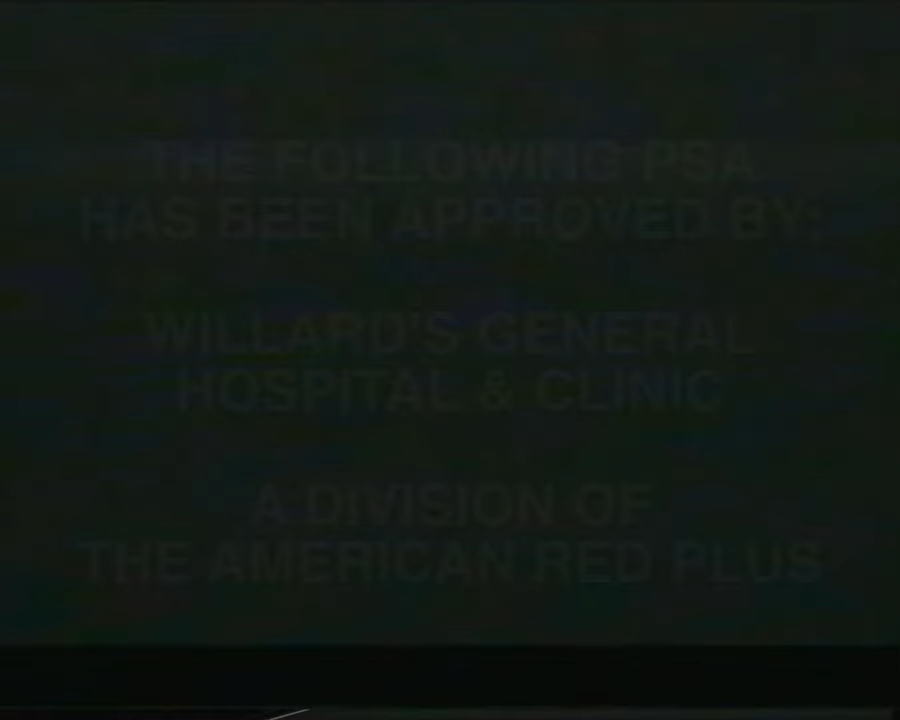 THE FOLLOWING PSA
HAS BEEN APPROVED BY:
WILLARD'S GENERAL
HOSPITAL & CLINIC
A DIVISION OF
THE AMERICAN RED PLUS